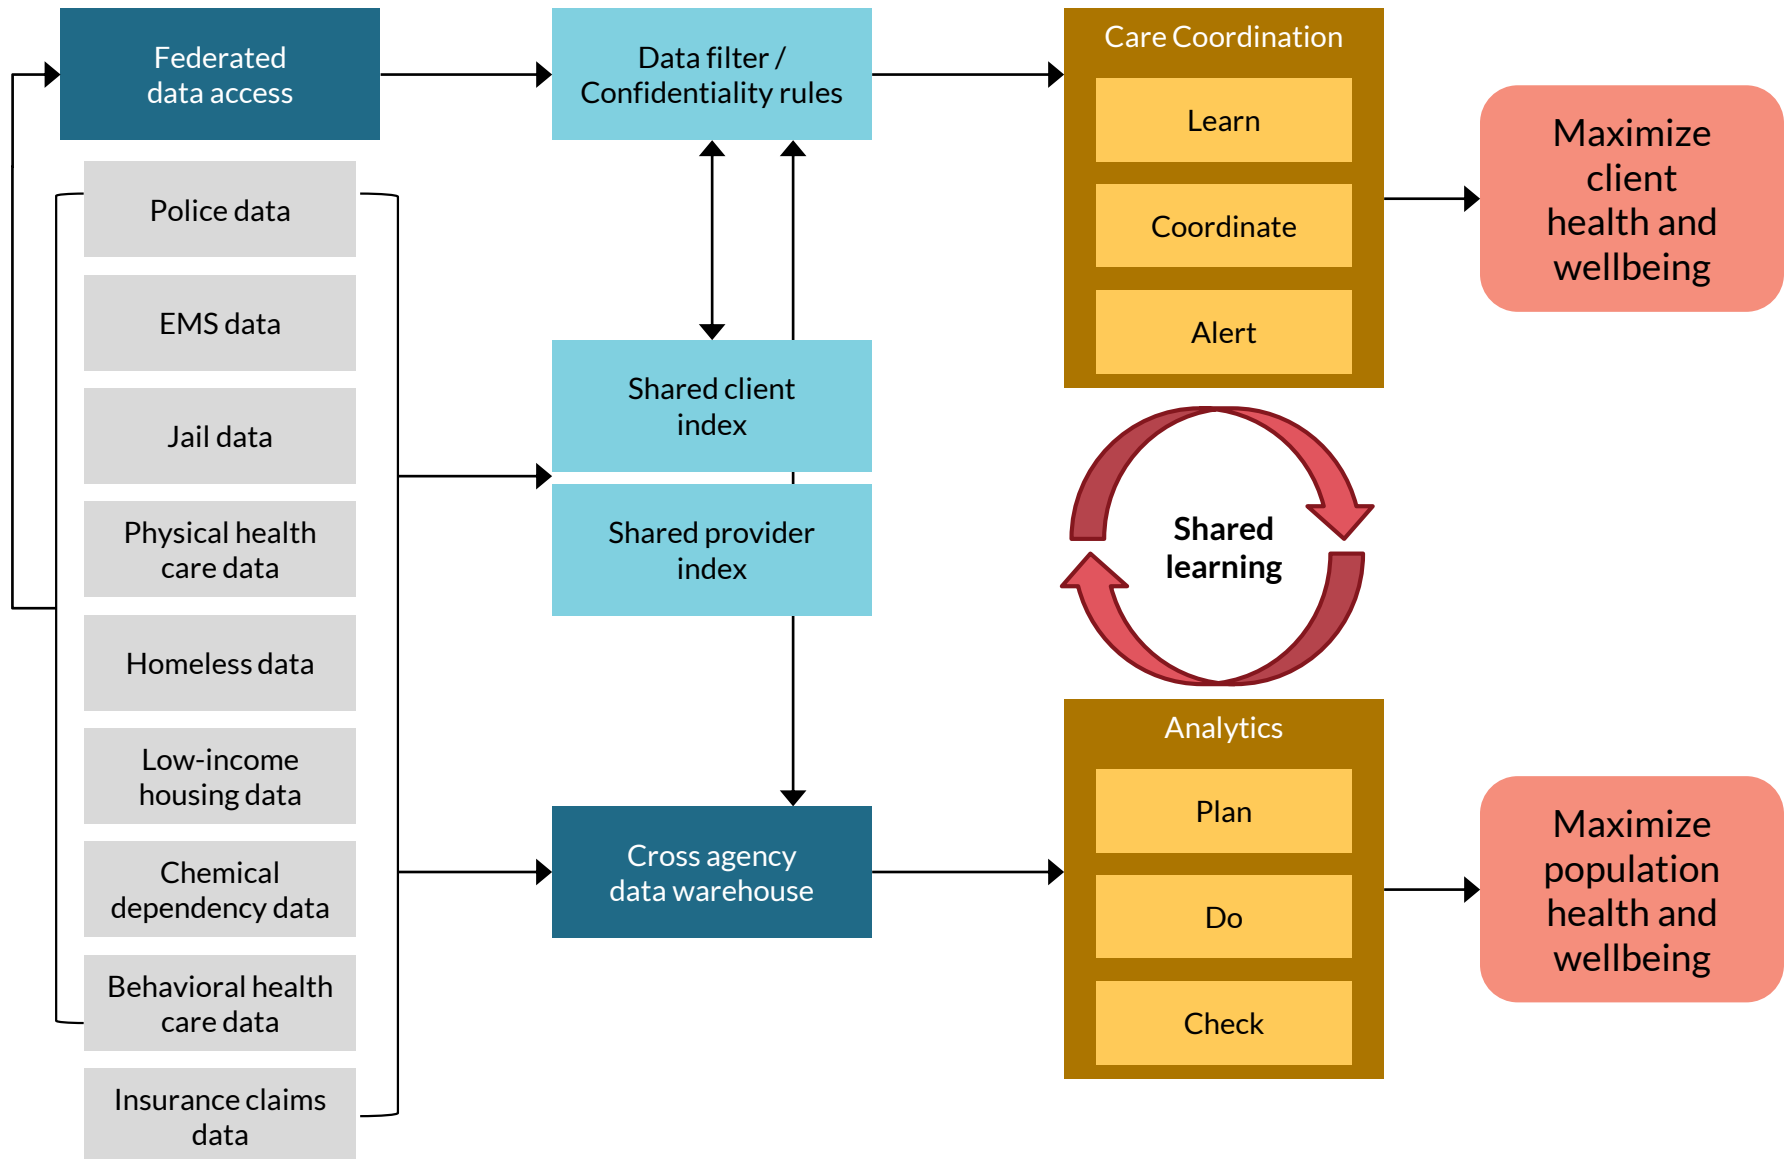 Federated
data access
Police data
EMS data
Jail data
Physical health
care data
Homeless data
Low-income
housing data
Chemical
dependency data
Behavioral health
care data
Insurance claims
data
Data filter /
Confidentiality rules
Shared client
index
Shared provider
index
Cross agency
data warehouse
Care Coordination
Learn
Coordinate
Alert
Shared
learning
Analytics
Plan
Do
Check
Maximize
client
health and
wellbeing
Maximize
population
health and
wellbeing